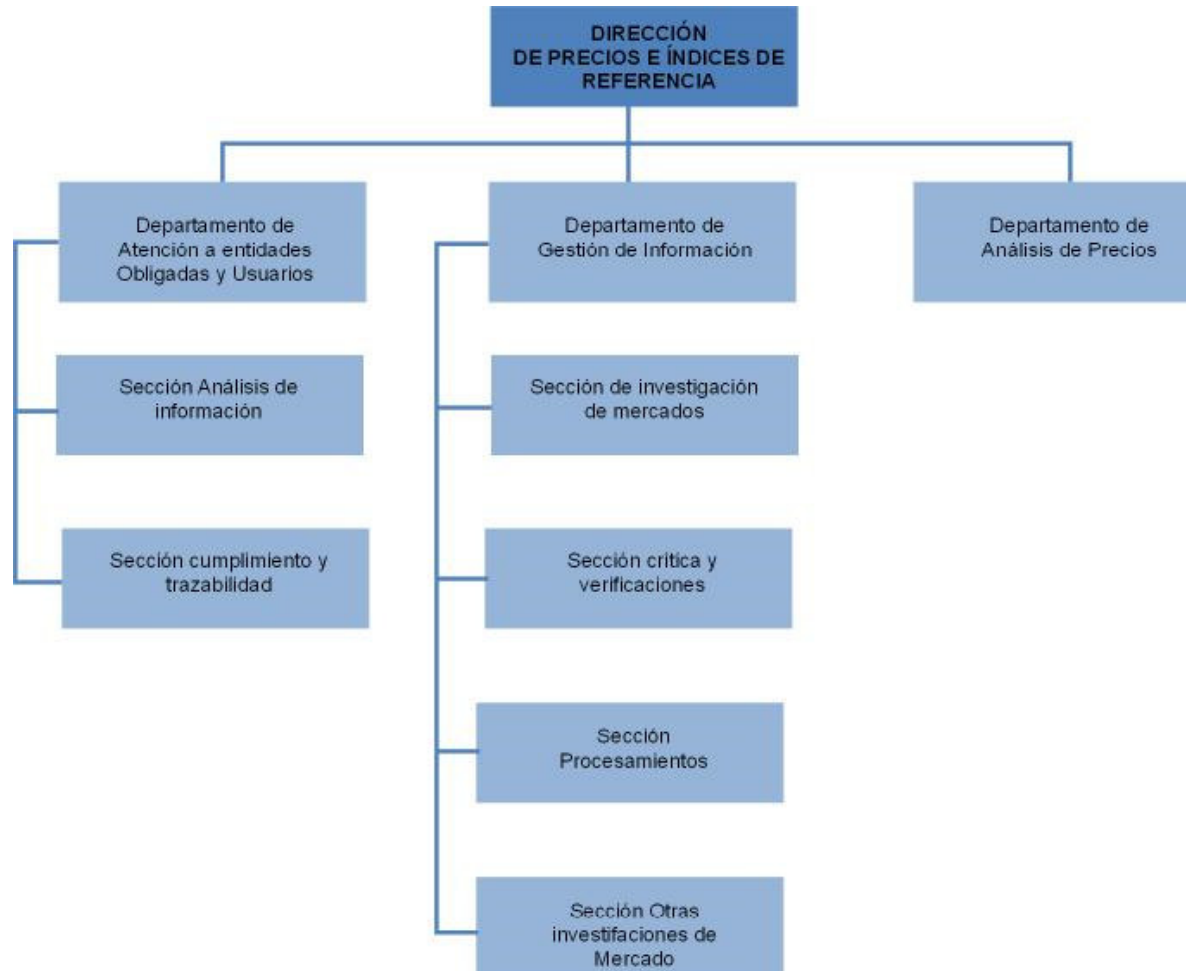 DIRECCIÓN
DE PRECIOS E ÍNDICES DE
REFERENCIA
Departamento de
Atención a entidades
Obligadas y Usuarios
Departamento de
Gestión de Información
Departamento de
Análisis de Precios
Sección Análisis de
información
Sección de investigación
de mercados
Sección cumplimiento y
trazabilidad
Sección critica y
verificaciones
Sección
Procesamientos
Sección Otras
investifaciones de
Mercado